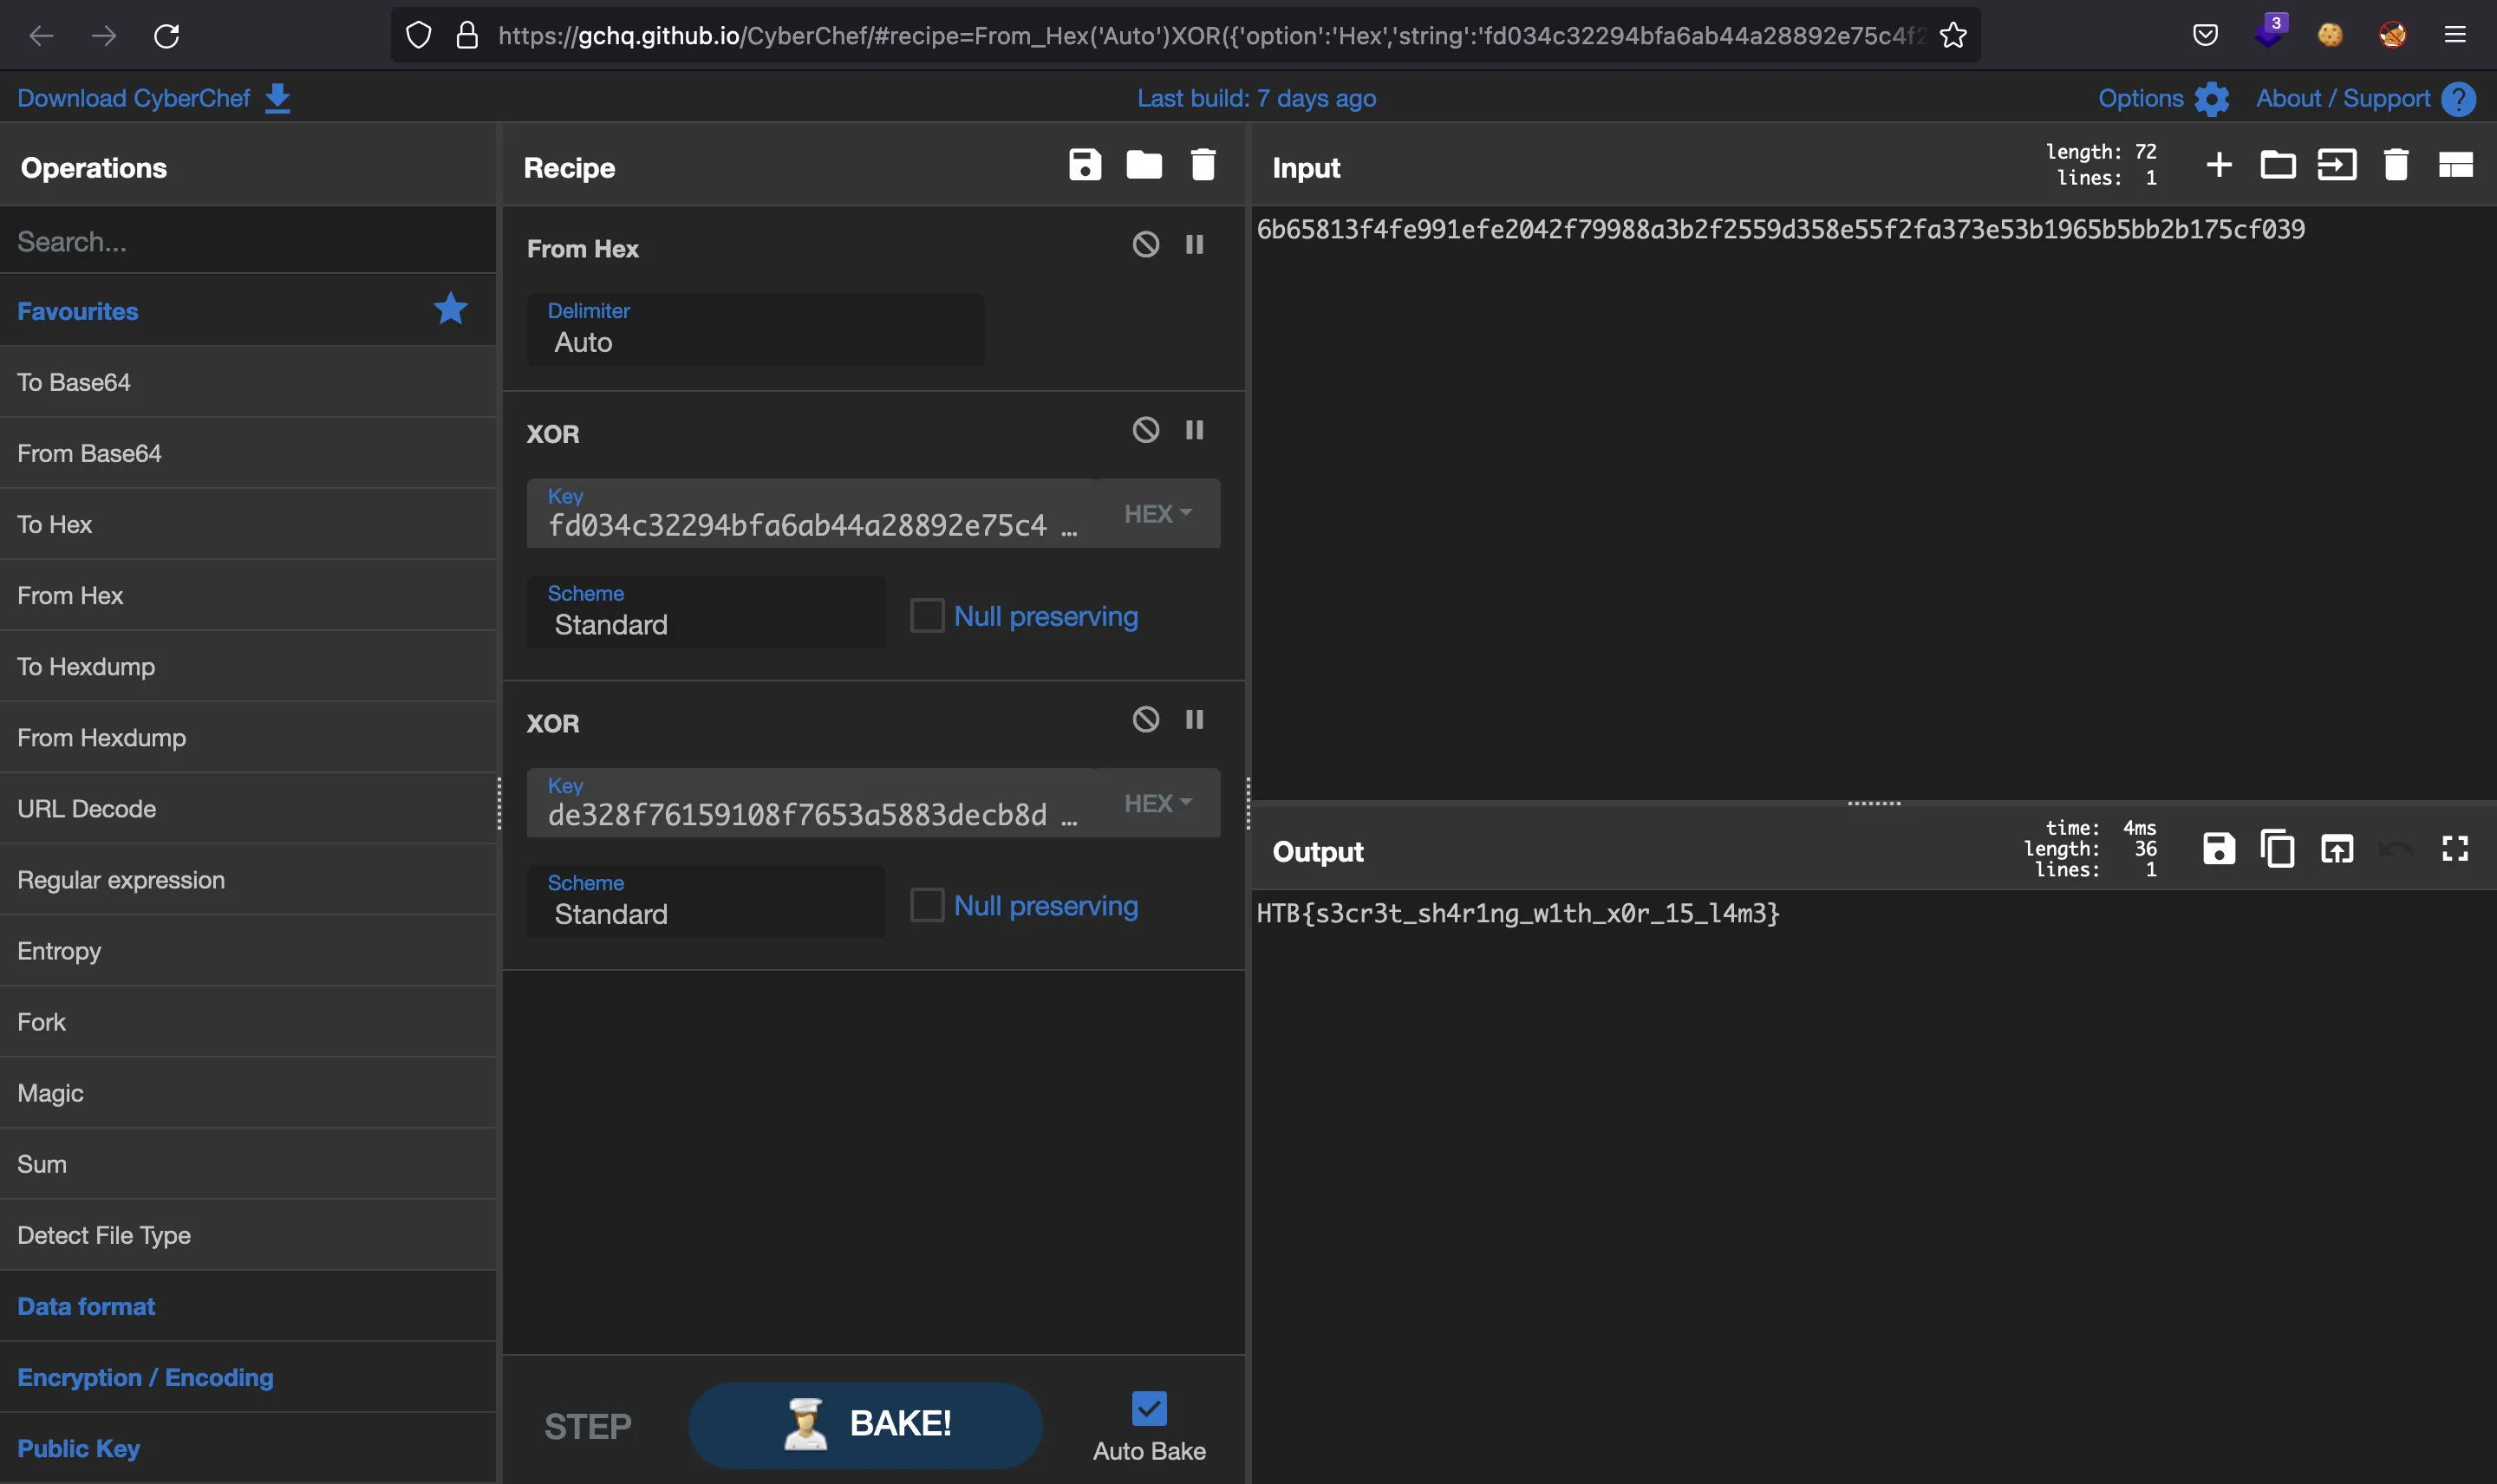 https://gchq.github.io/CyberChef/#recipe=From_Hex('Auto')XOR({'option':'Hex','string':'fd034c32294bfa6ab44a28892e75c4f2
3
Download CyberChef
Last build: 7 days ago
Options
About / Support
Operations
Search...
Favourites
To Base64
From Base64
To Hex
From Hex
To Hexdump
From Hexdump
URL Decode
Regular expression
Entropy
Fork
Magic
Sum
Detect File Type
Data format
Encryption / Encoding
Public Key
Recipe
From Hex
Delimiter
Auto
XOR
Key
fd034c32294bfa6ab44a28892e75c4 …
HEX
Scheme
Standard
Null preserving
XOR
Key
de328f76159108f7653a5883decb8d …
HEX
Scheme
Standard
Null preserving
STEP
BAKE!
Auto Bake
Input
length: 72
lines: 1
6b65813f4fe991efe2042f79988a3b2f2559d358e55f2fa373e53b1965b5bb2b175cf039
Output
time: 4ms
length: 36
lines: 1
HTB{s3cr3t_sh4r1ng_w1th_x0r_15_l4m3}